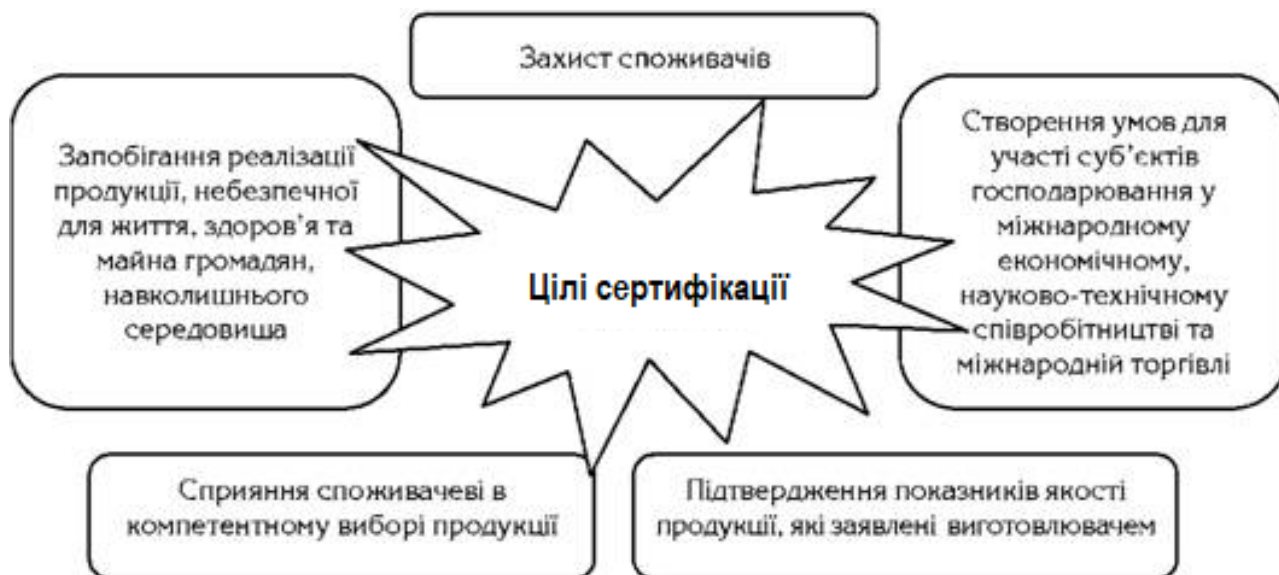 Захист споживачів
Запобігання реалізації
продукції, небезпечної
для життя, здоров’я та
майна громадян,
навколишнього
середовища
Цілі сертифікації
Створення умов для
участі суб’єктів
господарювання у
міжнародному
економічному,
науково-технічному
співробітництві та
міжнародній торгівлі
Сприяння споживачеві в
компетентному виборі продукції
Підтвердження показників якості
продукції, які заявлені виготовлювачем